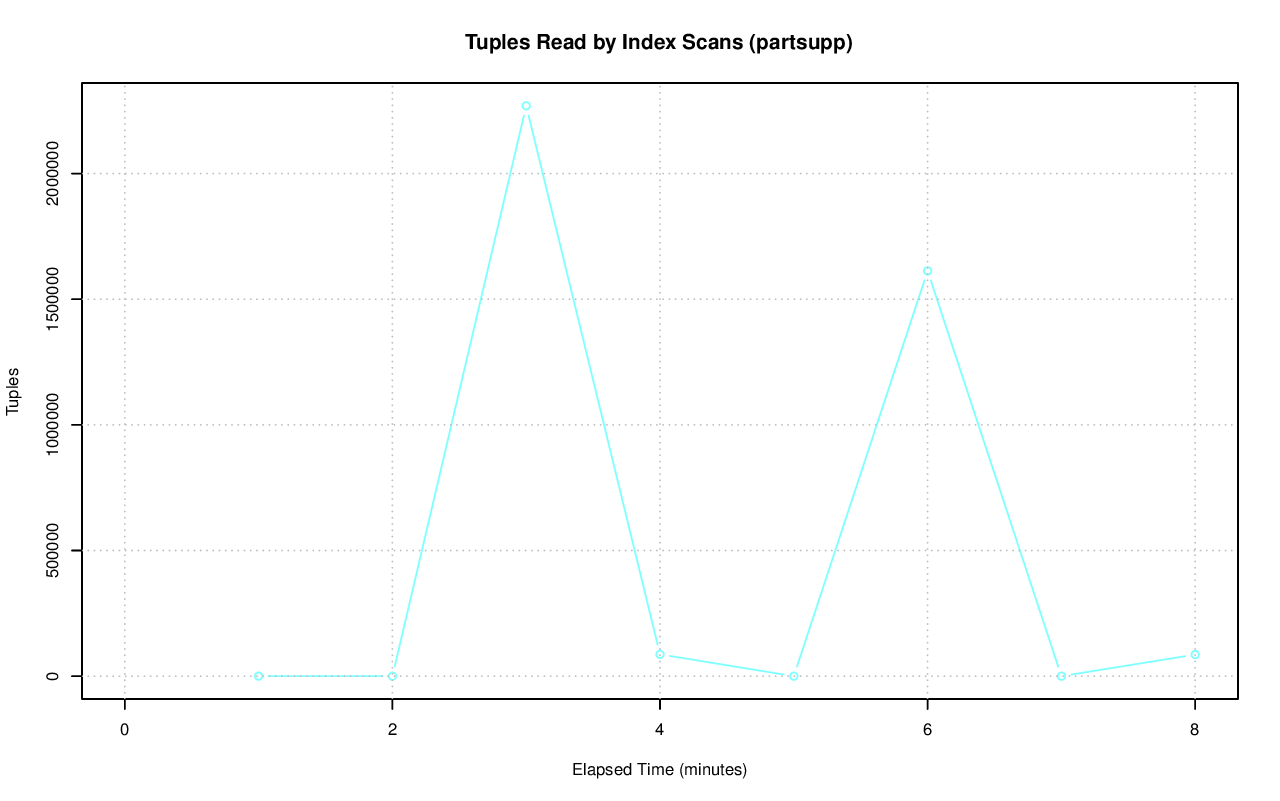 Tuples Read by Index Scans (partsupp)
Tuples
2000000
1500000
1000000
500000
0
0 2 4 6 8
Elapsed Time (minutes)